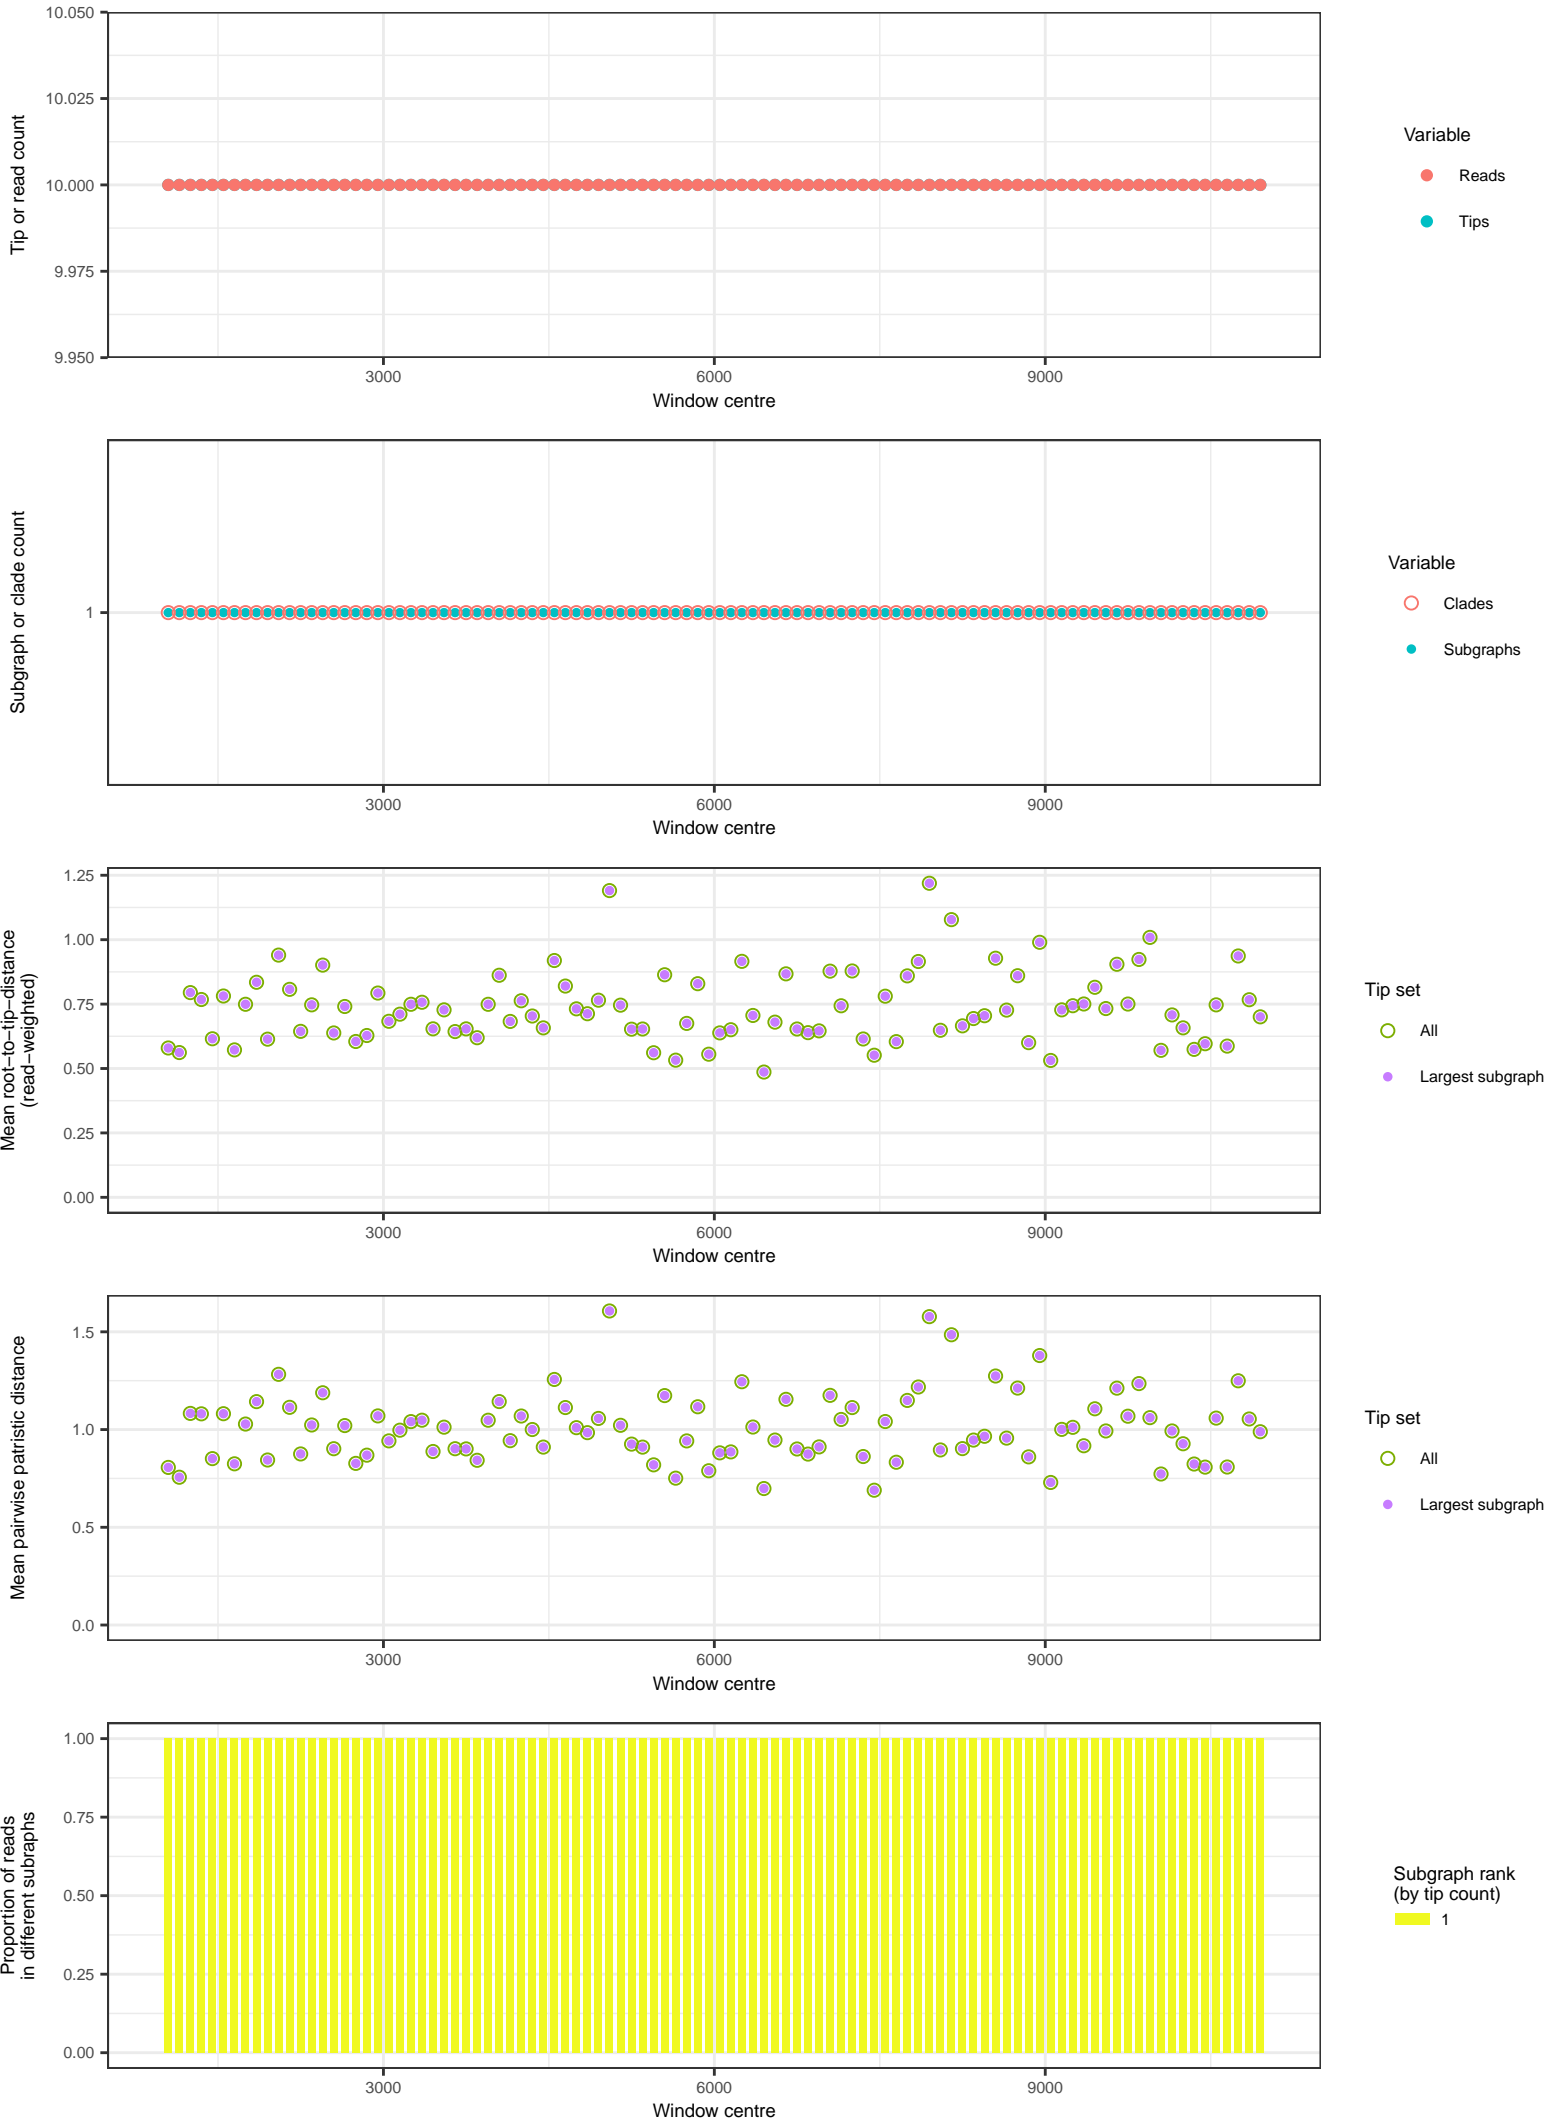 10.050
10.025
10.000
9.975
9.950
Tip or read count
3000 6000 9000
Window centre
Variable
Reads
Tips
1
Subgraph or clade count
3000 6000 9000
Window centre
Variable
Clades
Subgraphs
1.25
1.00
0.75
0.50
0.25
0.00
Mean root−to−tip−distance
(read−weighted)
3000 6000 9000
Window centre
Tip set
All
Largest subgraph
1.5
1.0
0.5
0.0
Mean pairwise patristic distance
3000 6000 9000
Window centre
Tip set
All
Largest subgraph
1.00
0.75
0.50
0.25
0.00
Proportion of reads
in different subraphs
3000 6000 9000
Window centre
Subgraph rank
(by tip count)
1